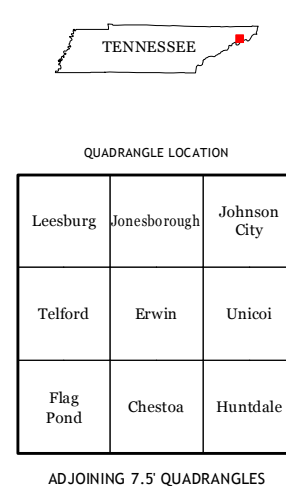 TENNESSEE
QUADRANGLE LOCATION
Leesburg
Jonesborough
Johnson
City
Telford
Erwin
Unicoi
Flag
Pond
Chestoa
Huntdale
ADJOINING 7.5' QUADRANGLES